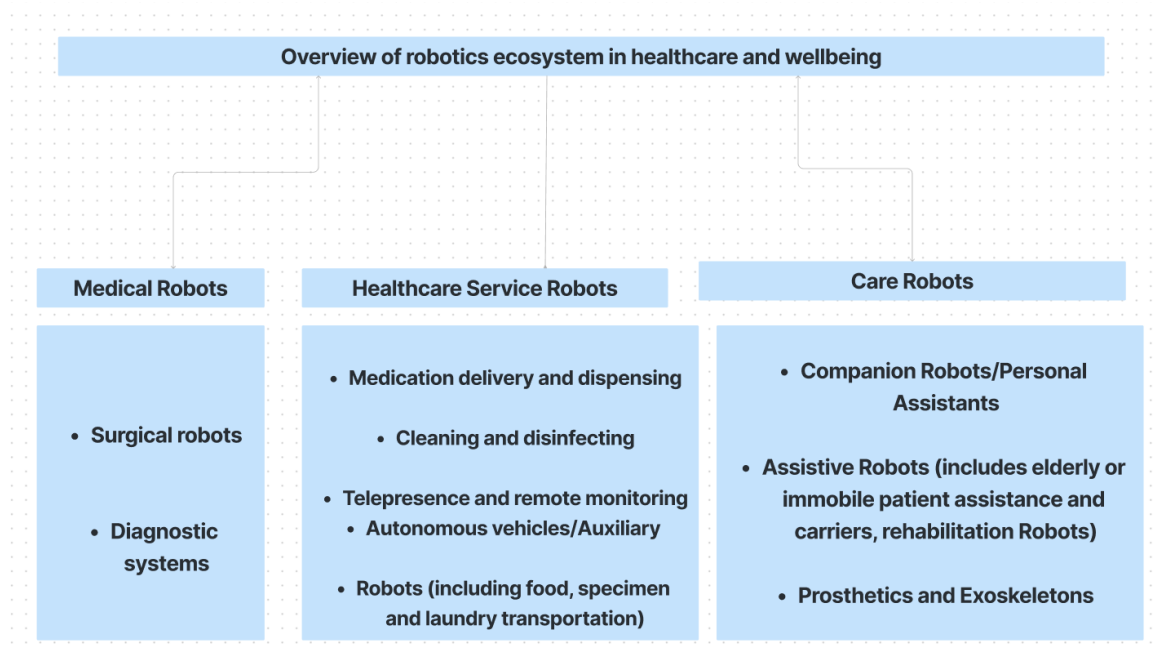 Overview of robotics ecosystem in healthcare and wellbeing
Medical Robots
• Surgical robots
• Diagnostic
systems
Healthcare Service Robots
• Medication delivery and dispensing
• Cleaning and disinfecting
• Telepresence and remote monitoring
• Autonomous vehicles/Auxiliary
• Robots (including food, specimen
and laundry transportation)
Care Robots
• Companion Robots/Personal
Assistants
• Assistive Robots (includes elderly or
immobile patient assistance and
carriers, rehabilitation Robots)
• Prosthetics and Exoskeletons